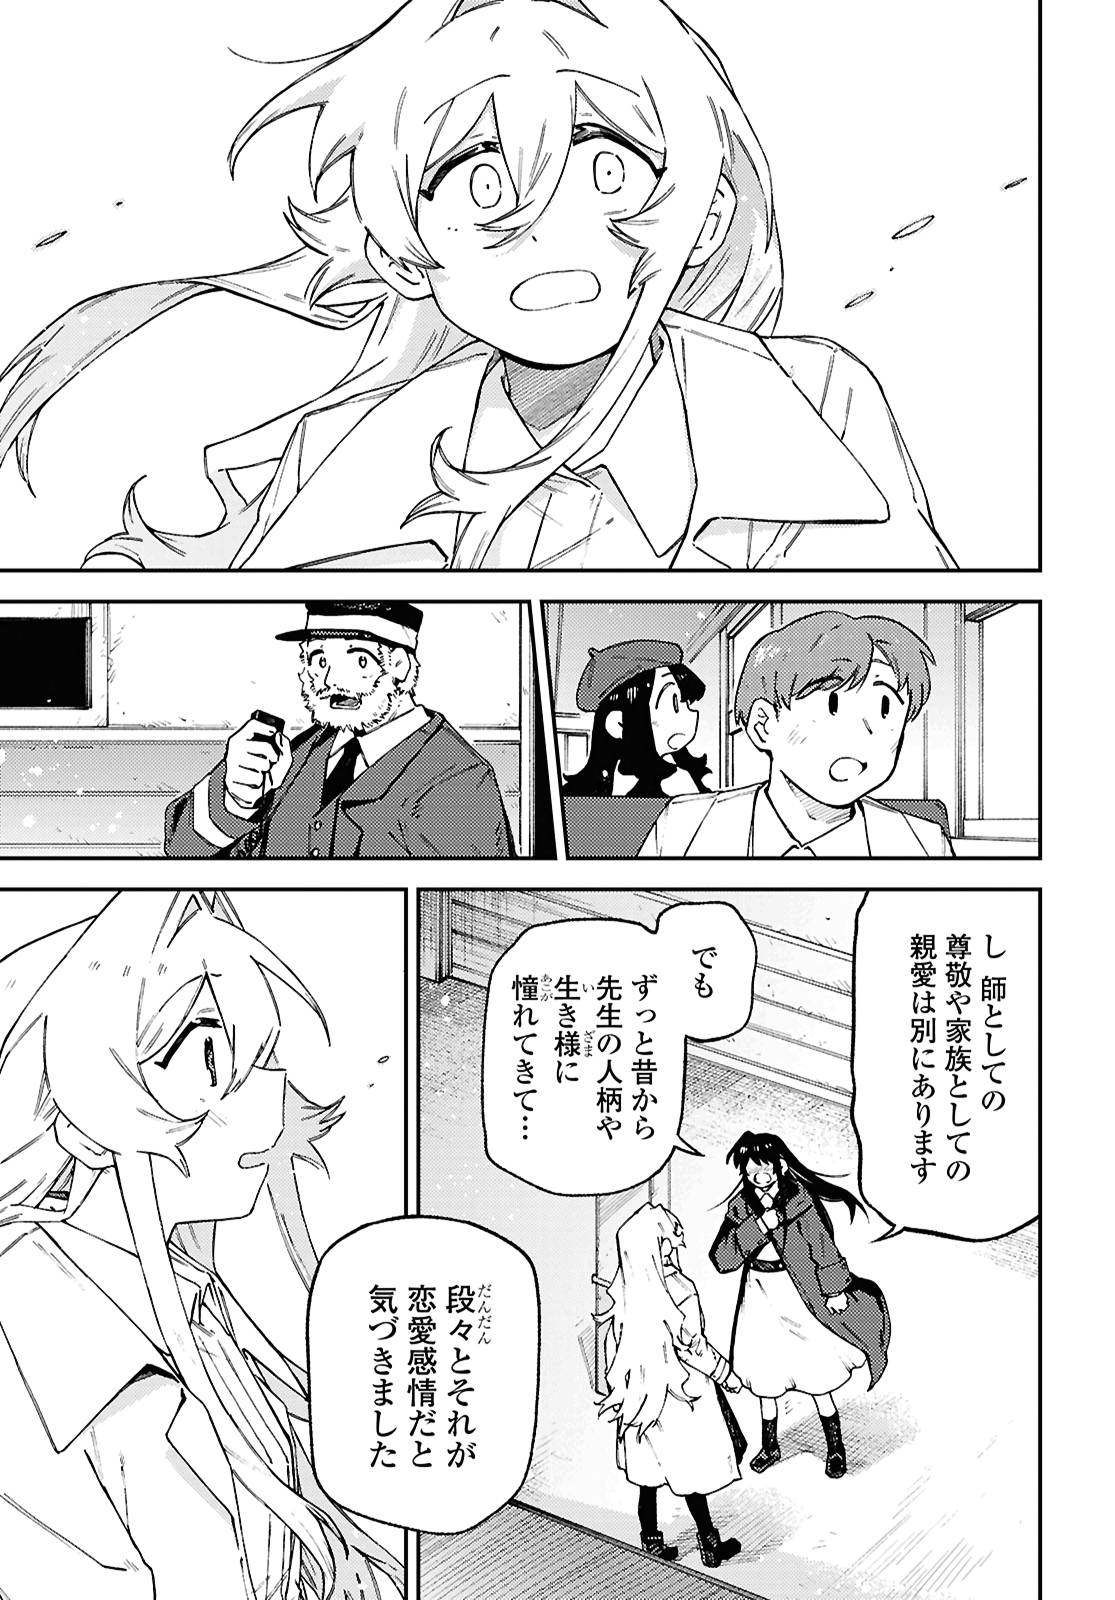 し 師としての
尊敬や家族としての
親愛は別にあります
でも
ずっと昔から
先生の人柄や
生き様に
憧れてきて…
段々とそれが
恋愛感情だと
気づきました